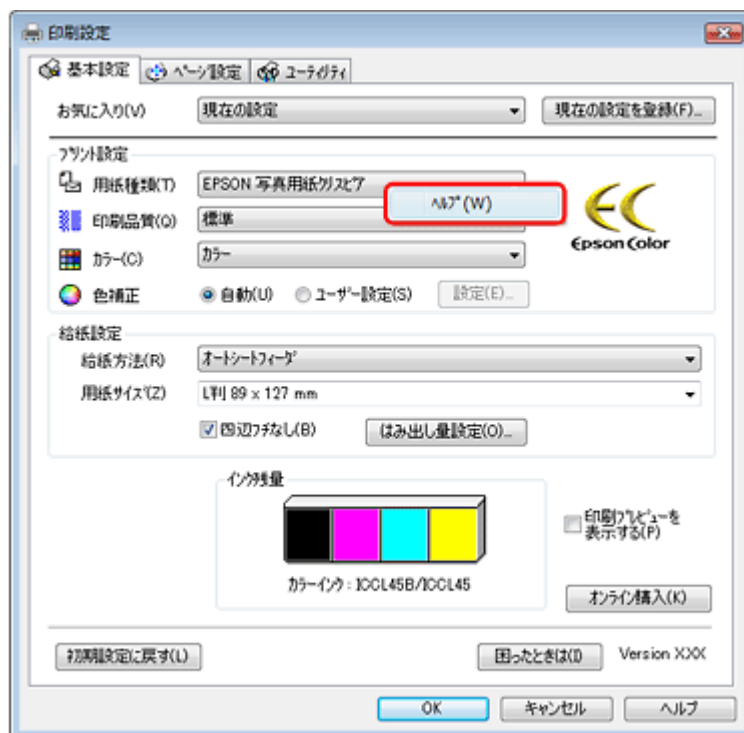 印刷設定
基本設定 ページ設定 ユーティリティ
お気に入り(V) 現在の設定 現在の設定を登録(F)...
プリント設定
用紙種類(T) EPSON 写真用紙クリスピア
ヘルプ(W)
印刷品質(Q) 標準
EC
Epson Color
カラー(C) カラー
色補正 自動(U) ユーザー設定(S) 設定(E)...
給紙設定
給紙方法(R) オートシートフィーダ
用紙サイズ(Z) L判 89 x 127 mm
四辺フチなし(B) はみ出し量設定(O)...
インク残量
印刷プレビューを
表示する(P)
カラーインク : ICCL45B/ICCL45
オンライン購入(K)
初期設定に戻す(L) 困ったときは(I) Version XXX
OK キャンセル ヘルプ